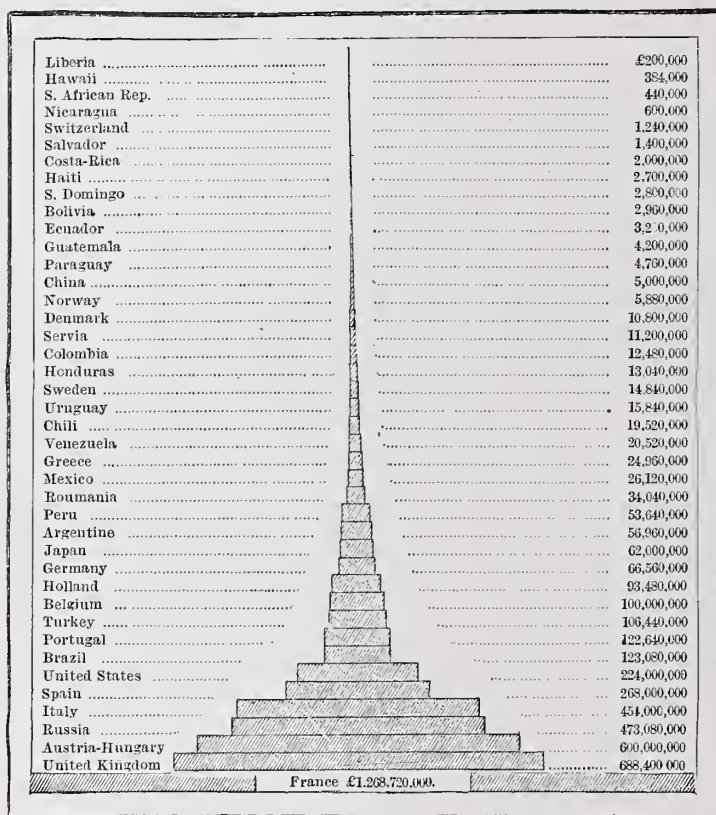 Liberia £200,000
Hawaii 384,000
S. African Rep. 440,000
Nicaragua 600,000
Switzerland 1,240,000
Salvador 1,400,000
Costa-Rica 2,000,000
Haiti 2,700,000
S. Domingo 2,800,000
Bolivia 2,960,000
Ecuador
Guatemala 4,200,000
Paraguay 4,760,000
China 5,000,000
Norway 5,880,000
Denmark 10,800,000
Servia 11,200,000
Colombia 12,480,000
Honduras 13,040,000
Sweden 14,840,000
Uruguay 15,840,000
Chili 19,520,000
Venezuela 20,520,000
Greece 24,960,000
Mexico 26,120,000
Roumania 34,040,000
Peru 53,640,000
Argentine 56,960,000
Japan 62,000,000
Germany 66,560,000
Holland 93,480,000
Belgium 100,000,000
Turkey 106,440,000
Portugal 122,640,000
Brazil 123,080,000
United States 224,000,000
Spain 268,000,000
Italy 454,000,000
Russia 473,080,000
Austria-Hungary 600,000,000
United Kingdom 688,400 000
France £1.268,720,000.